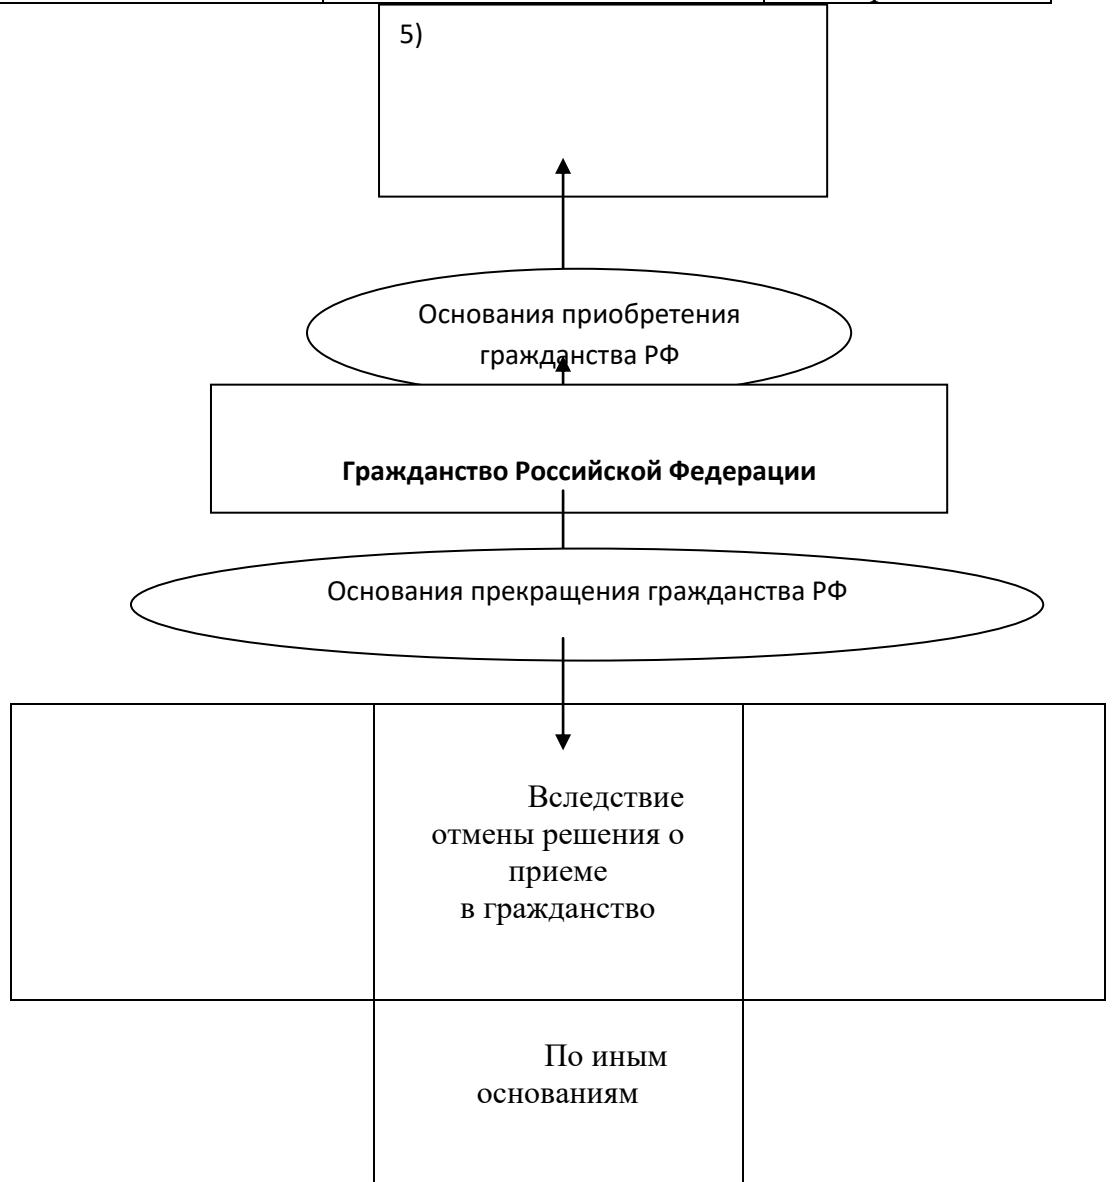 5)
Основания приобретения
гражданства РФ
Гражданство Российской Федерации
Основания прекращения гражданства РФ
Вследствие
отмены решения о
приеме
в гражданство
По иным
основаниям